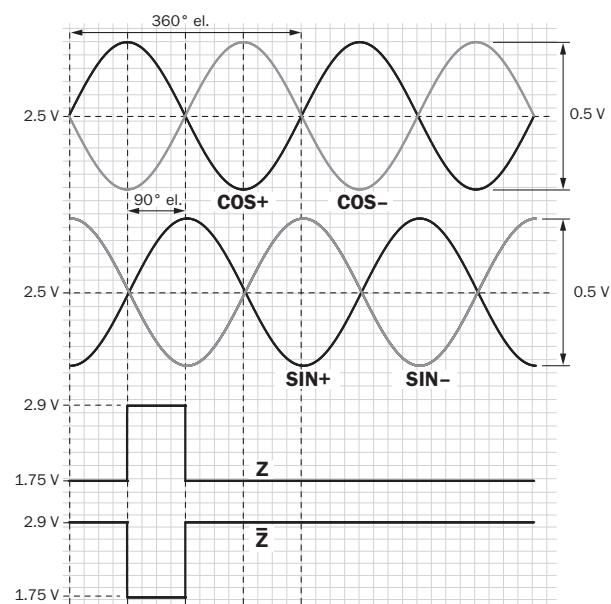 360° el.
2.5 V
0.5 V
90° el.
COS+ COS–
2.5 V
0.5 V
SIN+ SIN–
2.9 V
Z
1.75 V
2.9 V
Z̅
1.75 V